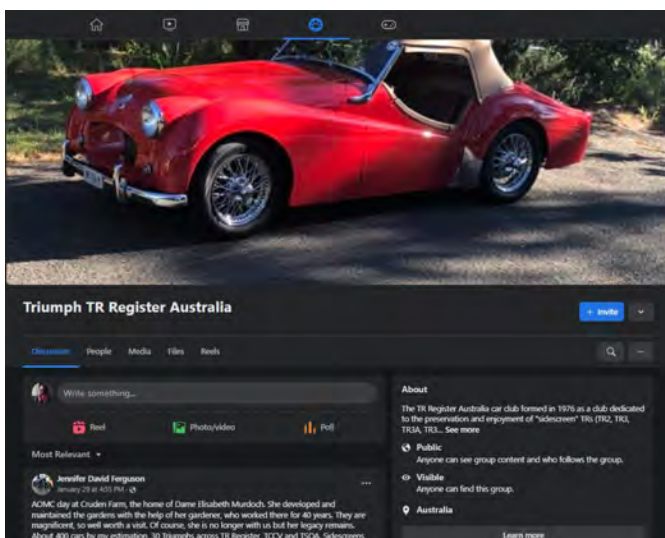 Triumph TR Register Australia
+ Invite
Discussion People Media Files Reels
Write something...
Reel Photo/video Poll
Most Relevant
Jennifer David Ferguson
January 29 at 4:55 PM ·
AOMC day at Cruden Farm, the home of Dame Elisabeth Murdoch. She developed and
maintained the gardens with the help of her gardener, who worked there for 40 years. They are
magnificent, so well worth a visit. Of course, she is no longer with us but her legacy remains.
About 400 cars by my estimation. 30 Triumphs across TR Register, TCCV and TSOA. Sidescreens
About
The TR Register Australia car club formed in 1976 as a club dedicated
to the preservation and enjoyment of "sidescreen" TRs (TR2, TR3,
TR3A, TR3... See more
Public
Anyone can see group content and who follows the group.
Visible
Anyone can find this group.
Australia
Learn more